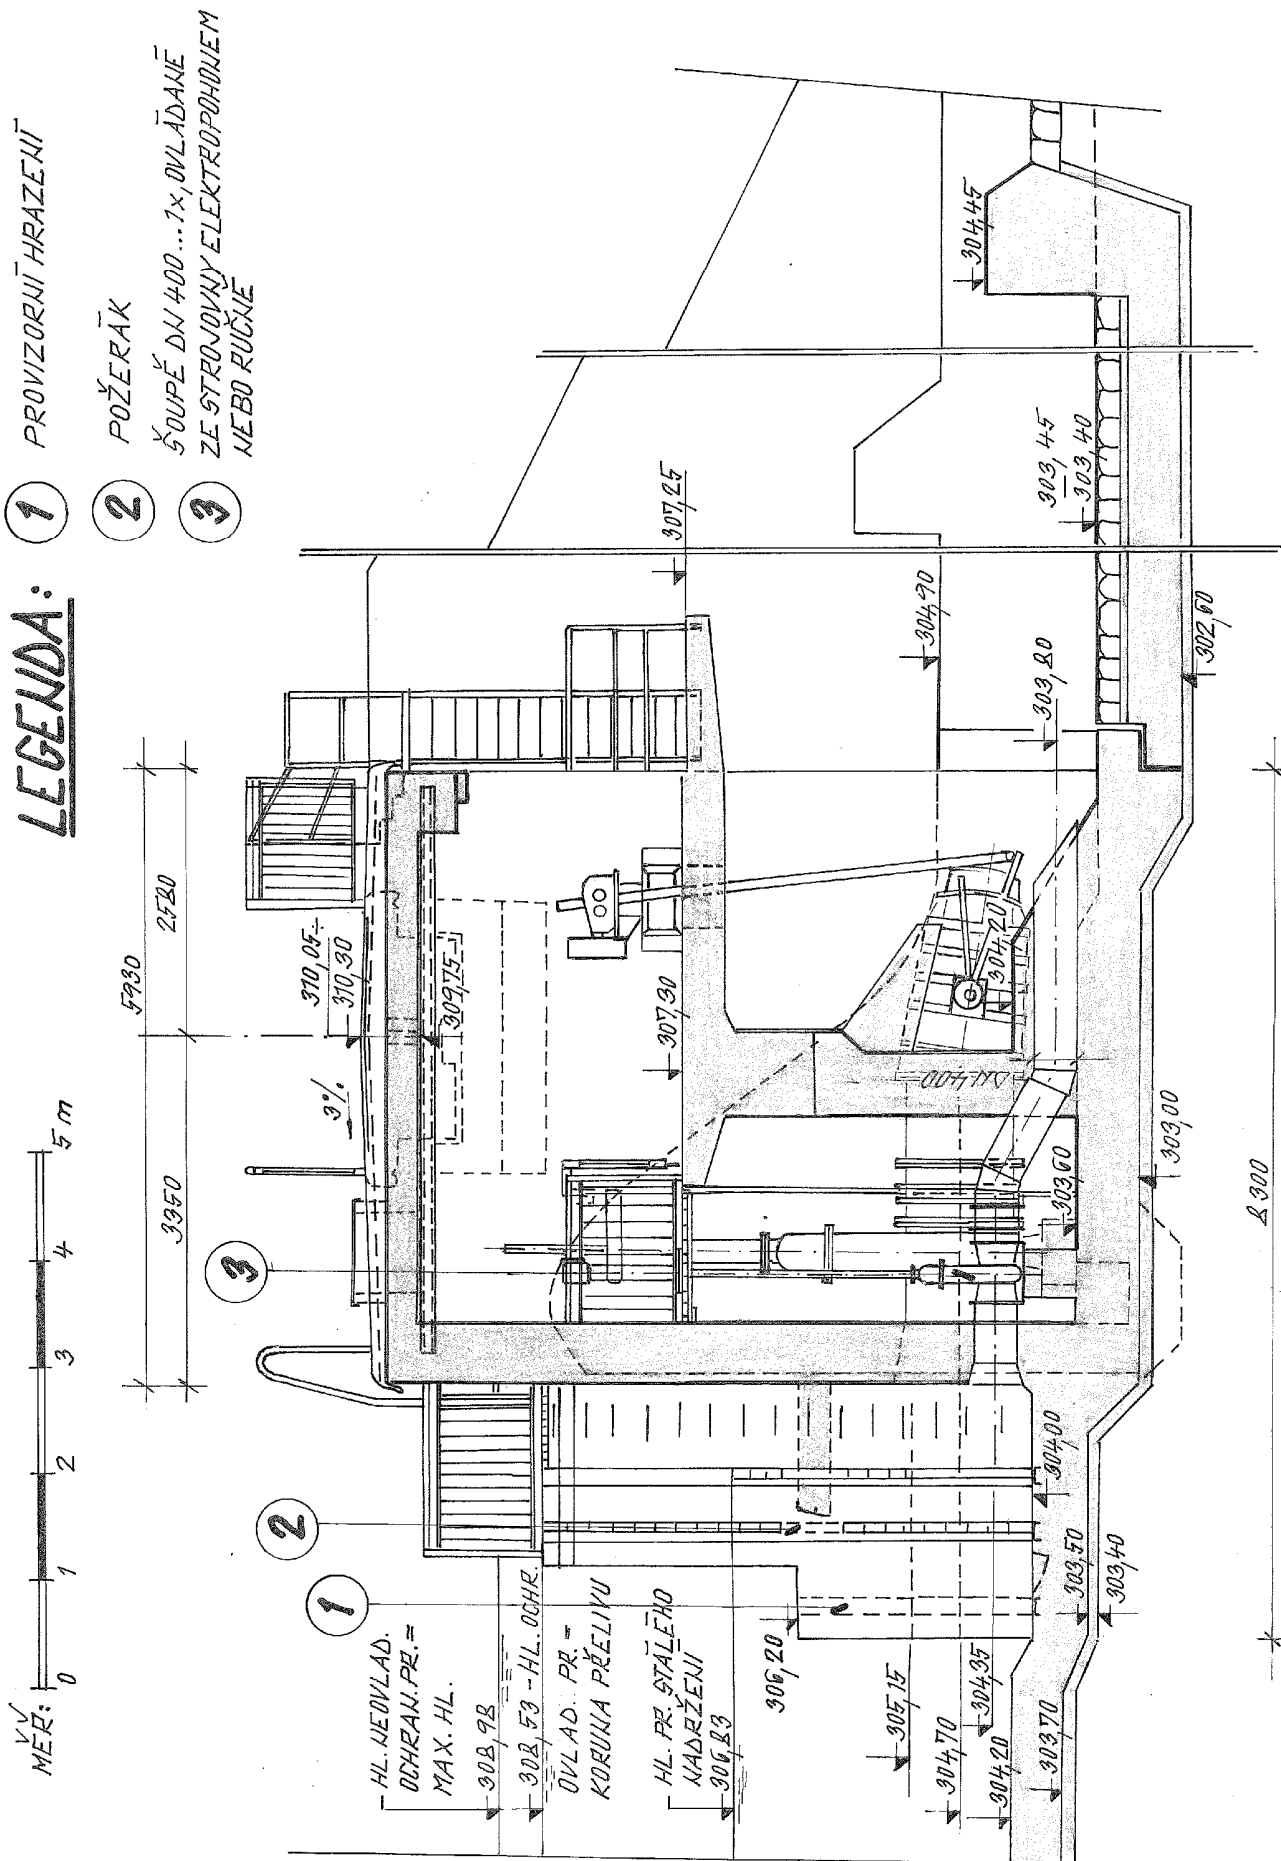 MĚŘ:
0 1 2 3 4 5 m
LEGENDA:
1 PROVIZORNÍ HRAZENÍ
2 POŽERÁK
3 ŠOUPĚ DN 400...1x, OVLÁDANÉ
ZE STROJOVNY ELEKTROPOHONEM
NEBO RUČNĚ
5930
3350
2580
1
2
3
3%
310,05÷
310,30
309,75
HL. NEOVLAD.
OCHRAN. PR. =
MAX. HL.
308,98
308,53 - HL. OCHR.
OVLAD. PR. =
KORUNA PŘELIVU
HL. PR. STÁLÉHO
NADRŽENÍ
306,83
306,20
305,15
304,70
304,35
304,20
303,70
303,50
303,40
304,00
303,60
303,00
307,30
DN 400
304,20
307,25
304,90
303,80
302,60
303,45
303,40
304,45
8300